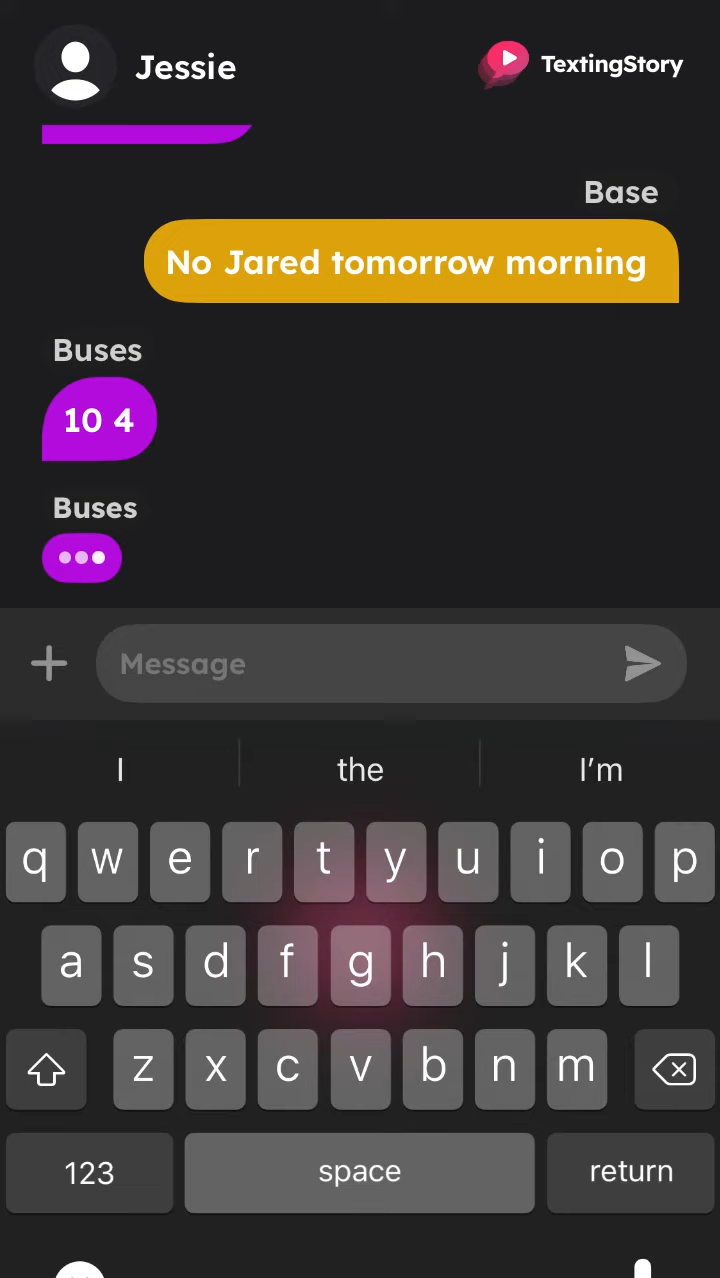 Jessie
TextingStory
Base
No Jared tomorrow morning
Buses
10 4
Buses
Message
I the I’m
q w e r t y u i o p
a s d f g h j k l
z x c v b n m
123 space return